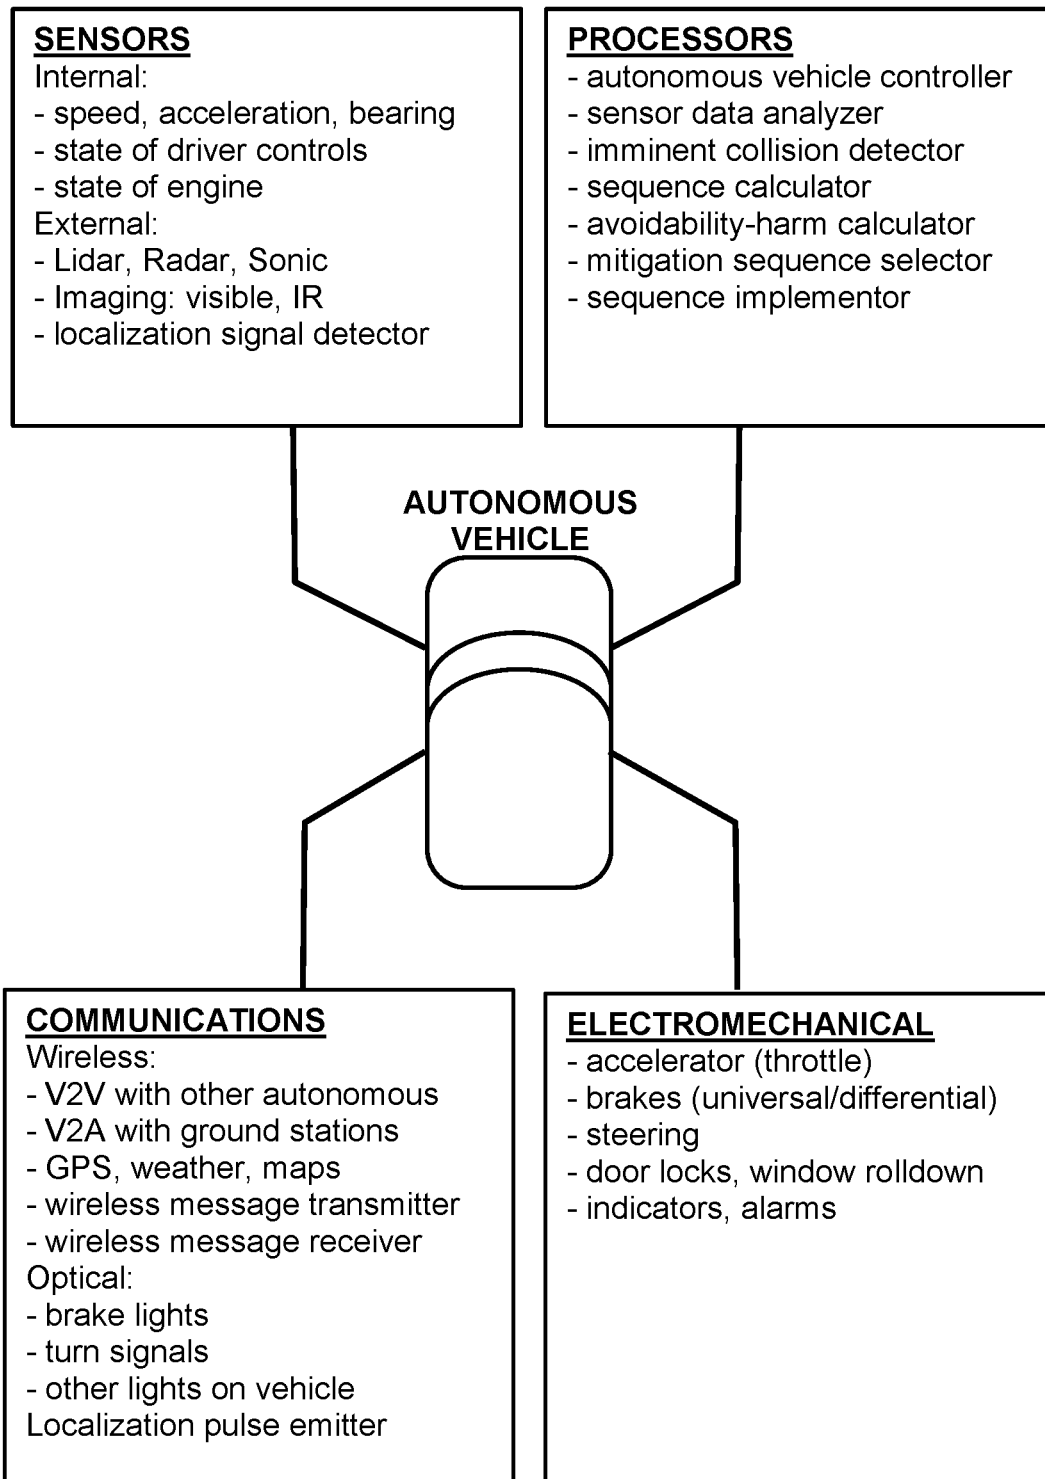 SENSORS
Internal:
- speed, acceleration, bearing
- state of driver controls
- state of engine
External:
- Lidar, Radar, Sonic
- Imaging: visible, IR
- localization signal detector
PROCESSORS
- autonomous vehicle controller
- sensor data analyzer
- imminent collision detector
- sequence calculator
- avoidability-harm calculator
- mitigation sequence selector
- sequence implementor
AUTONOMOUS
VEHICLE
COMMUNICATIONS
Wireless:
- V2V with other autonomous
- V2A with ground stations
- GPS, weather, maps
- wireless message transmitter
- wireless message receiver
Optical:
- brake lights
- turn signals
- other lights on vehicle
Localization pulse emitter
ELECTROMECHANICAL
- accelerator (throttle)
- brakes (universal/differential)
- steering
- door locks, window rolldown
- indicators, alarms